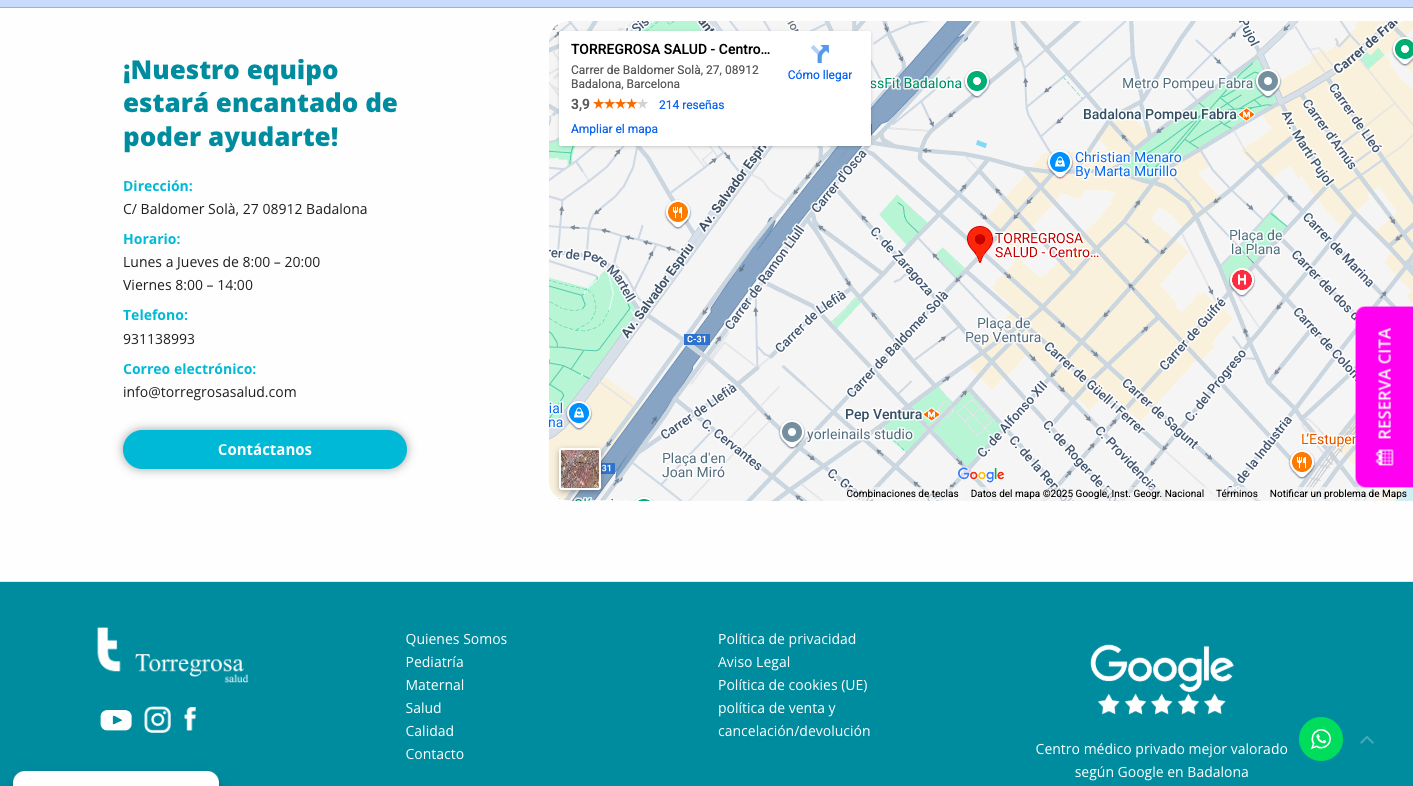 ¡Nuestro equipo
estará encantado de
poder ayudarte!
Dirección:
C/ Baldomer Solà, 27 08912 Badalona
Horario:
Lunes a Jueves de 8:00 – 20:00
Viernes 8:00 – 14:00
Telefono:
931138993
Correo electrónico:
info@torregrosasalud.com
Contáctanos
TORREGROSA SALUD - Centro...
Carrer de Baldomer Solà, 27, 08912
Badalona, Barcelona
Cómo llegar
3,9
214 reseñas
Ampliar el mapa
ssFit Badalona
Metro Pompeu Fabra
Badalona Pompeu Fabra
Carrer de Fra
Carrer de Lleó
Carrer d'Arnús
Av. Martí Pujol
Pujol
Christian Menaro
By Marta Murillo
Carrer d'Osca
Av. Salvador Espriu
rer de Pere Martell
Av. Salvador Espriu
Carrer de Ramon Llull
C. de Zaragoza
TORREGROSA
SALUD - Centro...
Plaça de
la Plana
Carrer de Marina
Carrer del dos d
Carrer de Colom
Carrer de Llefià
Carrer de Baldomer Solà
Plaça de
Pep Ventura
Carrer de Guifré
C-31
Carrer de Güell i Ferrer
Carrer de Sagunt
C. del Progreso
Carrer de Llefià
Pep Ventura
C. de Alfonso XII
ial
na
yorleinails studio
C. Cervantes
Plaça d'en
Joan Miró
31
C. de la Re
C. de Roger de
C. Providencia
C. de la Industria
L'Estuper
Google
Combinaciones de teclas
Datos del mapa ©2025 Google, Inst. Geogr. Nacional
Términos
Notificar un problema de Maps
RESERVA CITA
Torregrosa
salud
Quienes Somos
Pediatría
Maternal
Salud
Calidad
Contacto
Política de privacidad
Aviso Legal
Política de cookies (UE)
política de venta y
cancelación/devolución
Google
Centro médico privado mejor valorado
según Google en Badalona